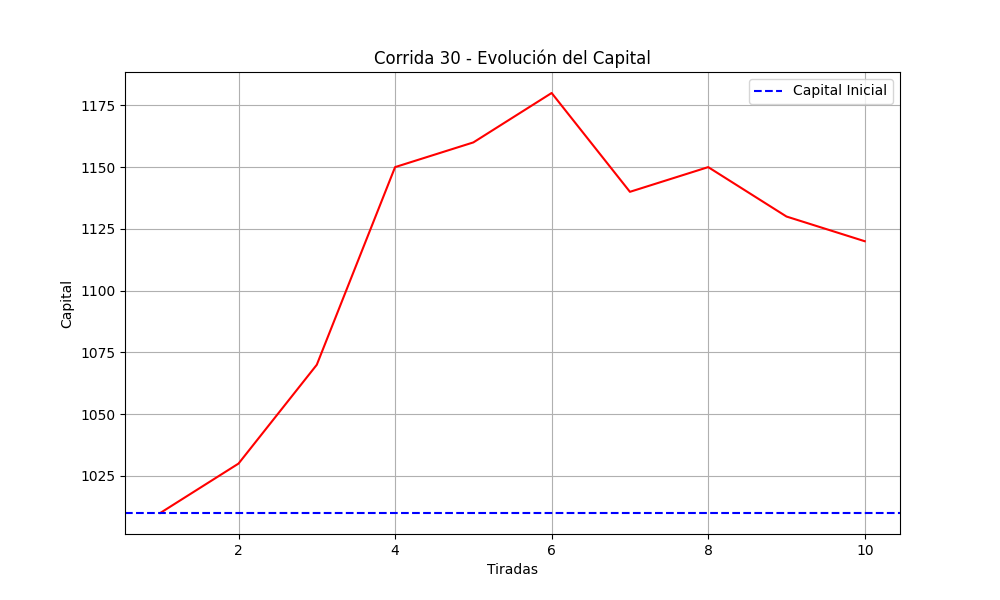 Corrida 30 - Evolución del Capital
Capital Inicial
Capital
1175
1150
1125
1100
1075
1050
1025
2 4 6 8 10
Tiradas